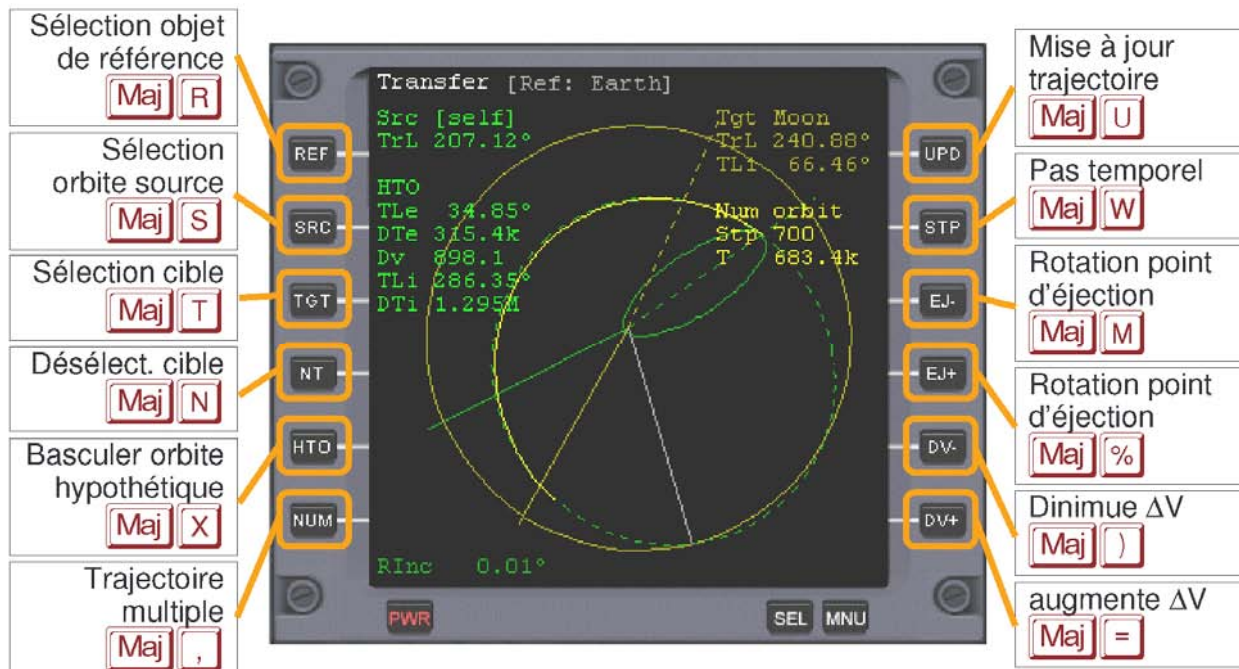 Sélection objet
de référence
Maj R
Sélection
orbite source
Maj S
Sélection cible
Maj T
Désélect. cible
Maj N
Basculer orbite
hypothétique
Maj X
Trajectoire
multiple
Maj ,
REF
SRC
TGT
NT
HTO
NUM
Transfer [Ref: Earth]
Src [self]
TrL 207.12°
HTO
TLe 34.85°
DTe 315.4k
Dv 898.1
TLi 286.35°
DTi 1.295M
RInc 0.01°
Tgt Moon
TrL 240.88°
TLi 66.46°
Num orbit
Stp 700
T 683.4k
PWR
SEL
MNU
UPD
STP
EJ-
EJ+
DV-
DV+
Mise à jour
trajectoire
Maj U
Pas temporel
Maj W
Rotation point
d'éjection
Maj M
Rotation point
d'éjection
Maj %
Dinimue ΔV
Maj )
augmente ΔV
Maj =